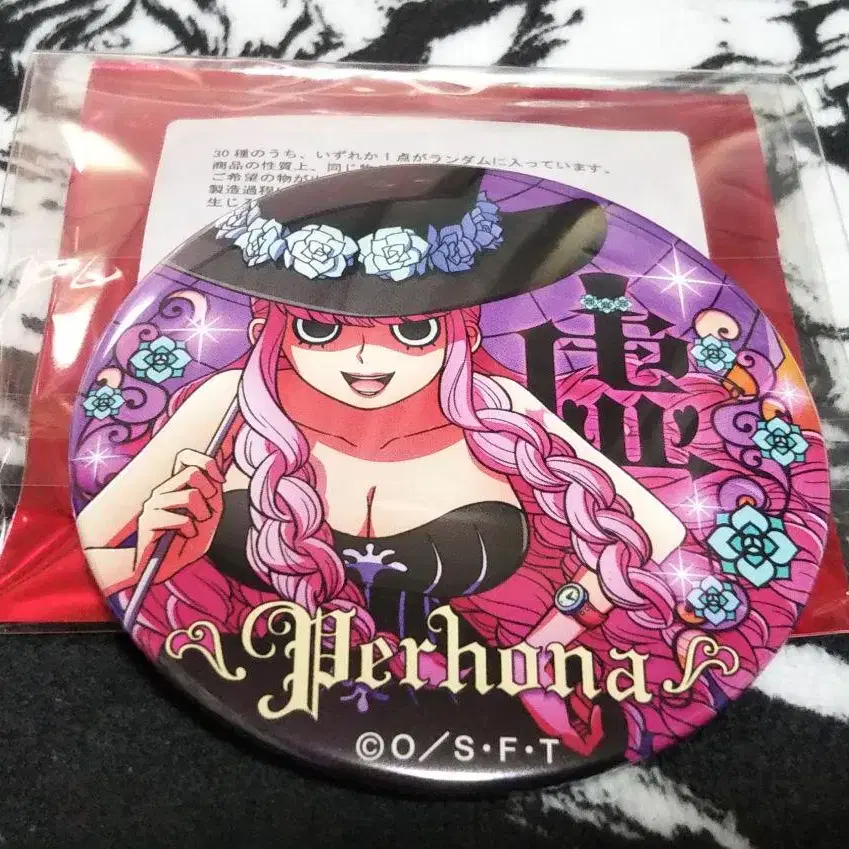 30種のうち、いずれか1点がランダムに入っています。
商品の性質上、同じ
ご希望の物が
製造過程
生じ
Perhona
©O／S・F・T